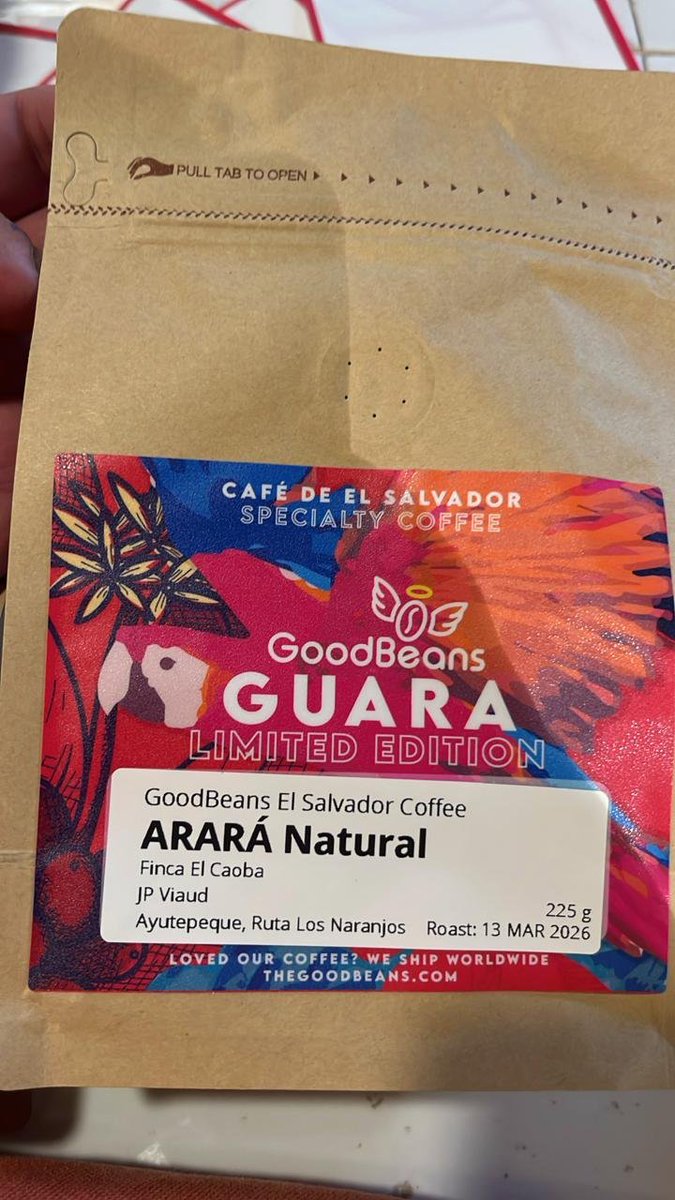 PULL TAB TO OPEN
CAFÉ DE EL SALVADOR
SPECIALTY COFFEE
GoodBeans
GUARA
LIMITED EDITION
GoodBeans El Salvador Coffee
ARARÁ Natural
Finca El Caoba
JP Viaud
225 g
Ayutepeque, Ruta Los Naranjos Roast: 13 MAR 2026
LOVED OUR COFFEE? WE SHIP WORLDWIDE
THEGOODBEANS.COM